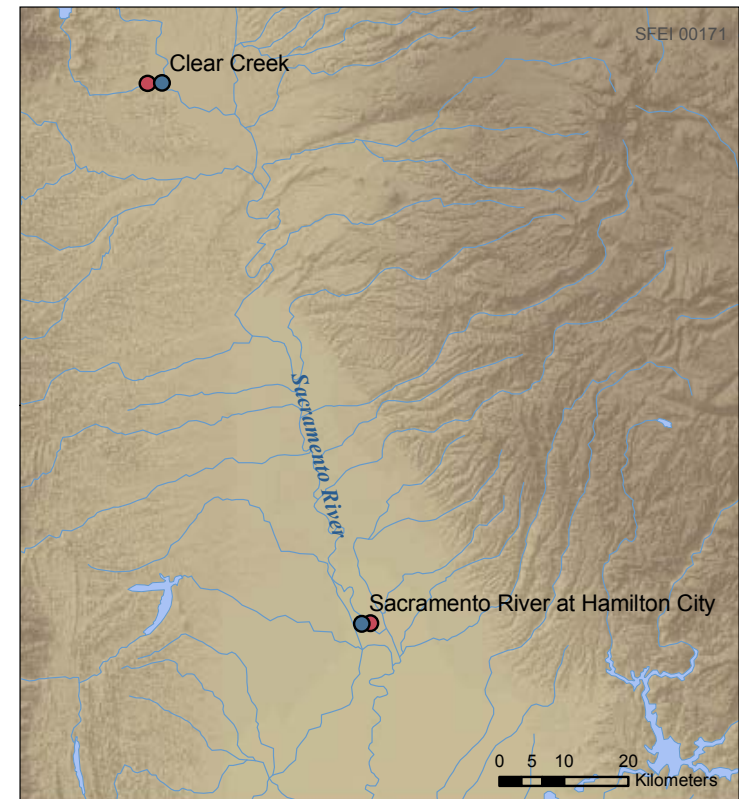 SFEI 00171
Clear Creek
Sacramento River
Sacramento River at Hamilton City
0 5 10 20
Kilometers